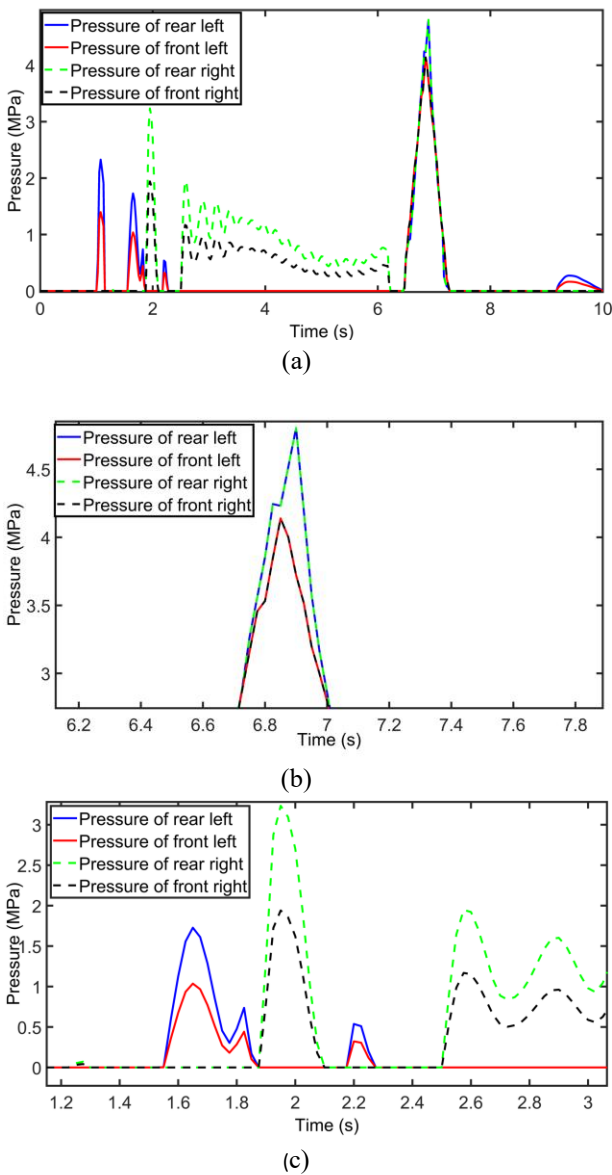 Pressure of rear left
Pressure of front left
Pressure of rear right
Pressure of front right
Pressure (MPa)
4
3
2
1
0
0 2 4 6 8 10
Time (s)
(a)
Pressure of rear left
Pressure of front left
Pressure of rear right
Pressure of front right
Pressure (MPa)
4.5
4
3.5
3
6.2 6.4 6.6 6.8 7 7.2 7.4 7.6 7.8
Time (s)
(b)
Pressure of rear left
Pressure of front left
Pressure of rear right
Pressure of front right
Pressure (MPa)
3
2.5
2
1.5
1
0.5
0
1.2 1.4 1.6 1.8 2 2.2 2.4 2.6 2.8 3
Time (s)
(c)